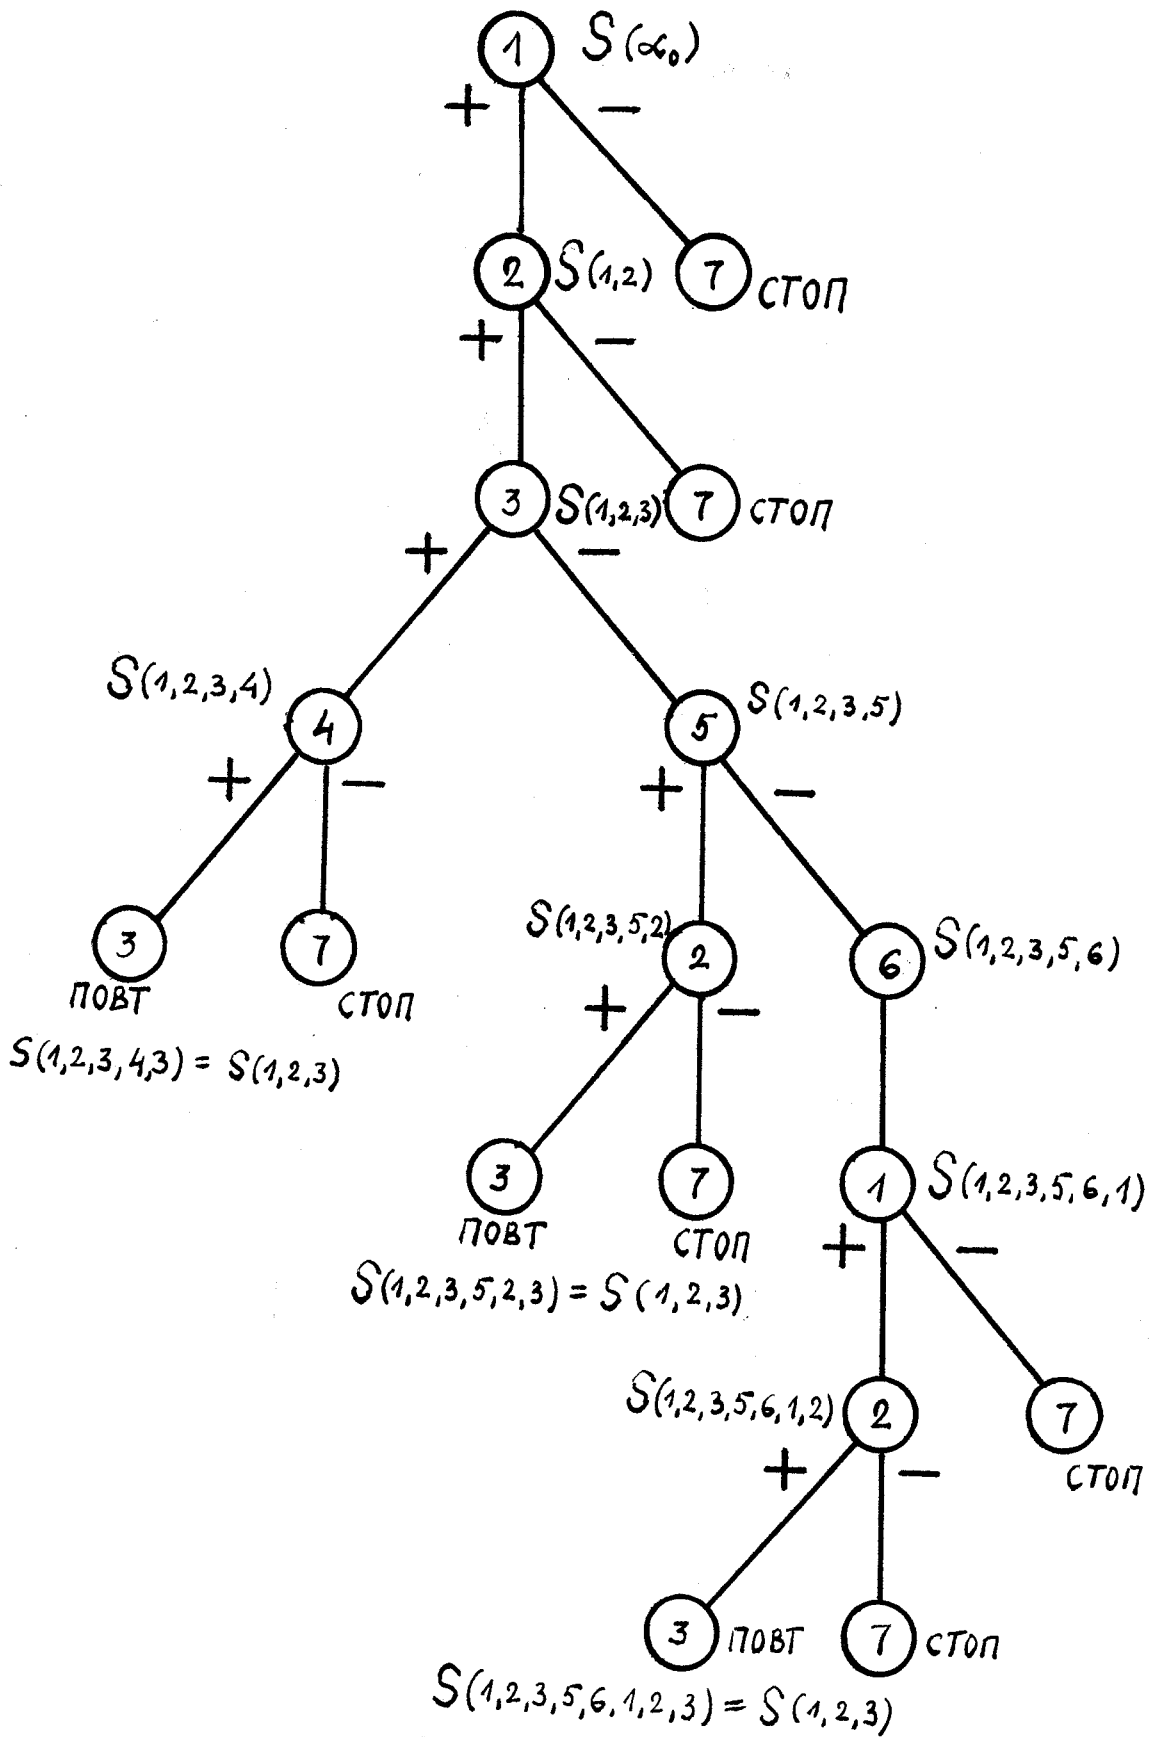 1 S(α₀)
+ −
2 S(1,2) 7 СТОП
+ −
3 S(1,2,3) 7 СТОП
+ −
S(1,2,3,4) S(1,2,3,5)
4 5
+ − + −
3 7 S(1,2,3,5,2) 2 6 S(1,2,3,5,6)
ПОВТ СТОП + −
S(1,2,3,4,3) = S(1,2,3)
3 7 1 S(1,2,3,5,6,1)
ПОВТ СТОП + −
S(1,2,3,5,2,3) = S(1,2,3)
S(1,2,3,5,6,1,2) 2 7
+ − СТОП
3 ПОВТ 7 СТОП
S(1,2,3,5,6,1,2,3) = S(1,2,3)